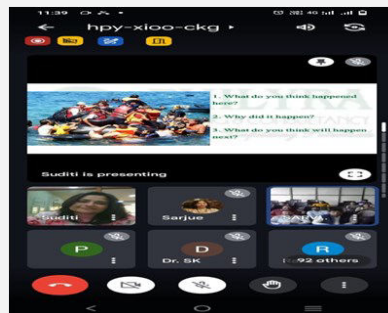 11:39
hpy-xioo-ckg
1. What do you think happened here?
2. Why did it happen?
3. What do you think will happen next?
Suditi is presenting
Suditi
Sarjue
P
D
R
Dr. SK
92 others